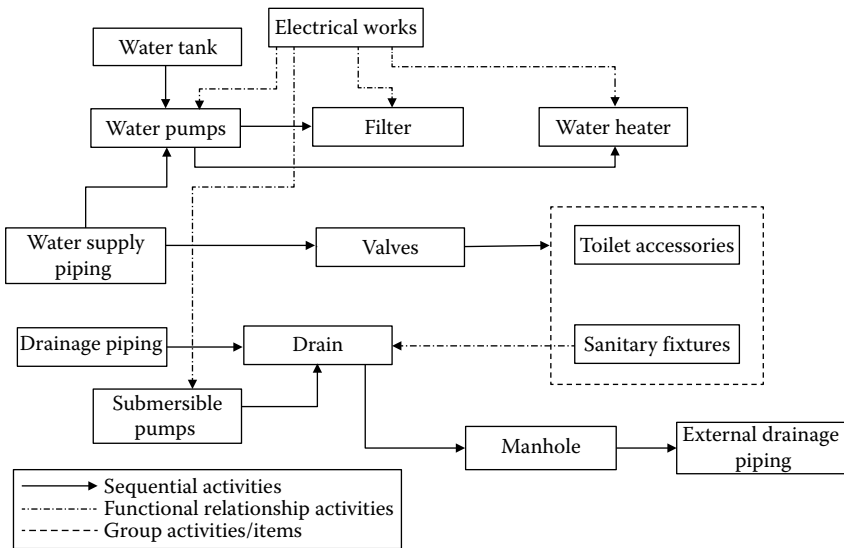 Electrical works
Water tank
Water pumps
Filter
Water heater
Water supply
piping
Valves
Toilet accessories
Drainage piping
Drain
Sanitary fixtures
Submersible
pumps
Manhole
External drainage
piping
Sequential activities
Functional relationship activities
Group activities/items